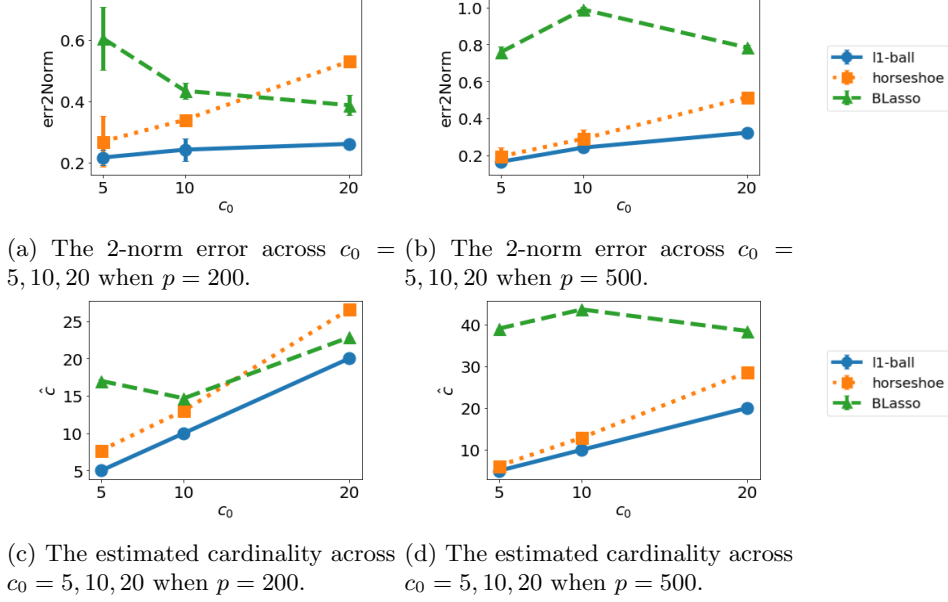 0.6
0.4
0.2
err2Norm
5 10 20
c₀
1.0
0.8
0.6
0.4
0.2
err2Norm
5 10 20
c₀
l1-ball
horseshoe
BLasso
(a) The 2-norm error across c₀ =
5, 10, 20 when p = 200.
(b) The 2-norm error across c₀ =
5, 10, 20 when p = 500.
25
20
15
10
5
ĉ
5 10 20
c₀
40
30
20
10
ĉ
5 10 20
c₀
l1-ball
horseshoe
BLasso
(c) The estimated cardinality across
c₀ = 5, 10, 20 when p = 200.
(d) The estimated cardinality across
c₀ = 5, 10, 20 when p = 500.